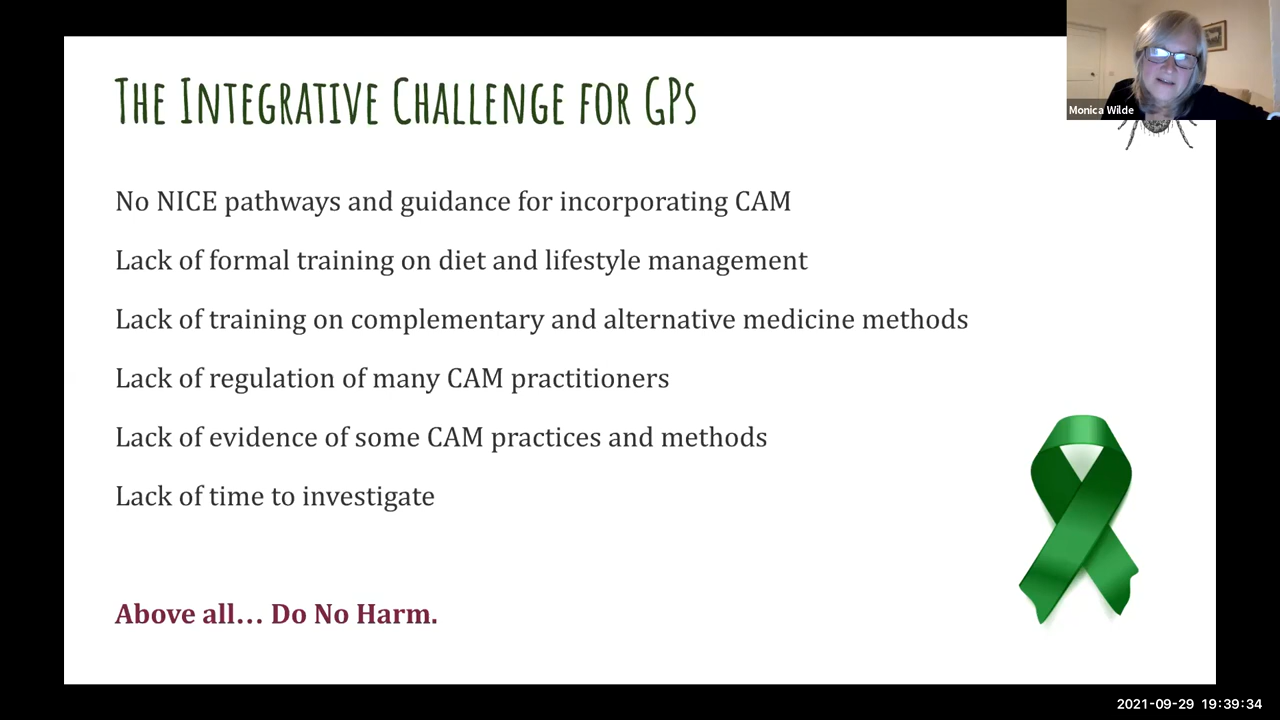 The Integrative Challenge for GPs
Monica Wilde
No NICE pathways and guidance for incorporating CAM
Lack of formal training on diet and lifestyle management
Lack of training on complementary and alternative medicine methods
Lack of regulation of many CAM practitioners
Lack of evidence of some CAM practices and methods
Lack of time to investigate
Above all… Do No Harm.
2021-09-29 19:39:34